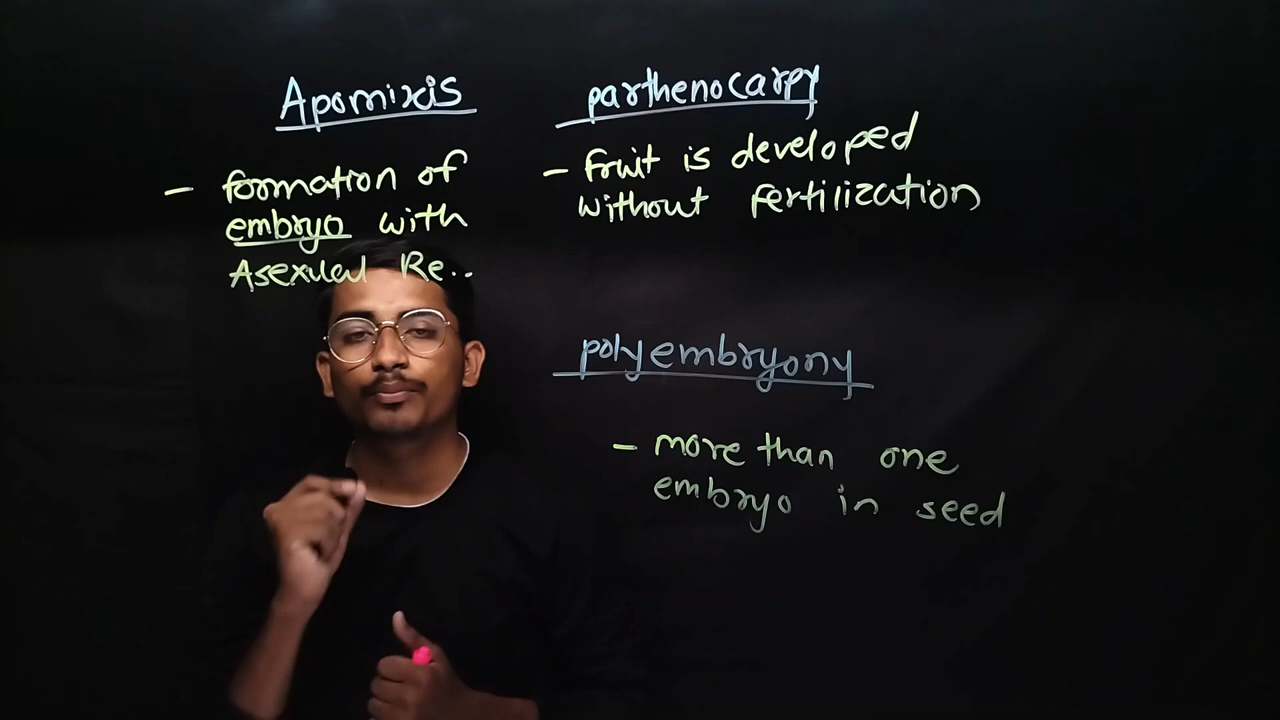 Apomixis
- formation of
embryo with
Asexual Re..
parthenocarpy
- fruit is developed
without fertilization
polyembryony
- more than one
embryo in seed